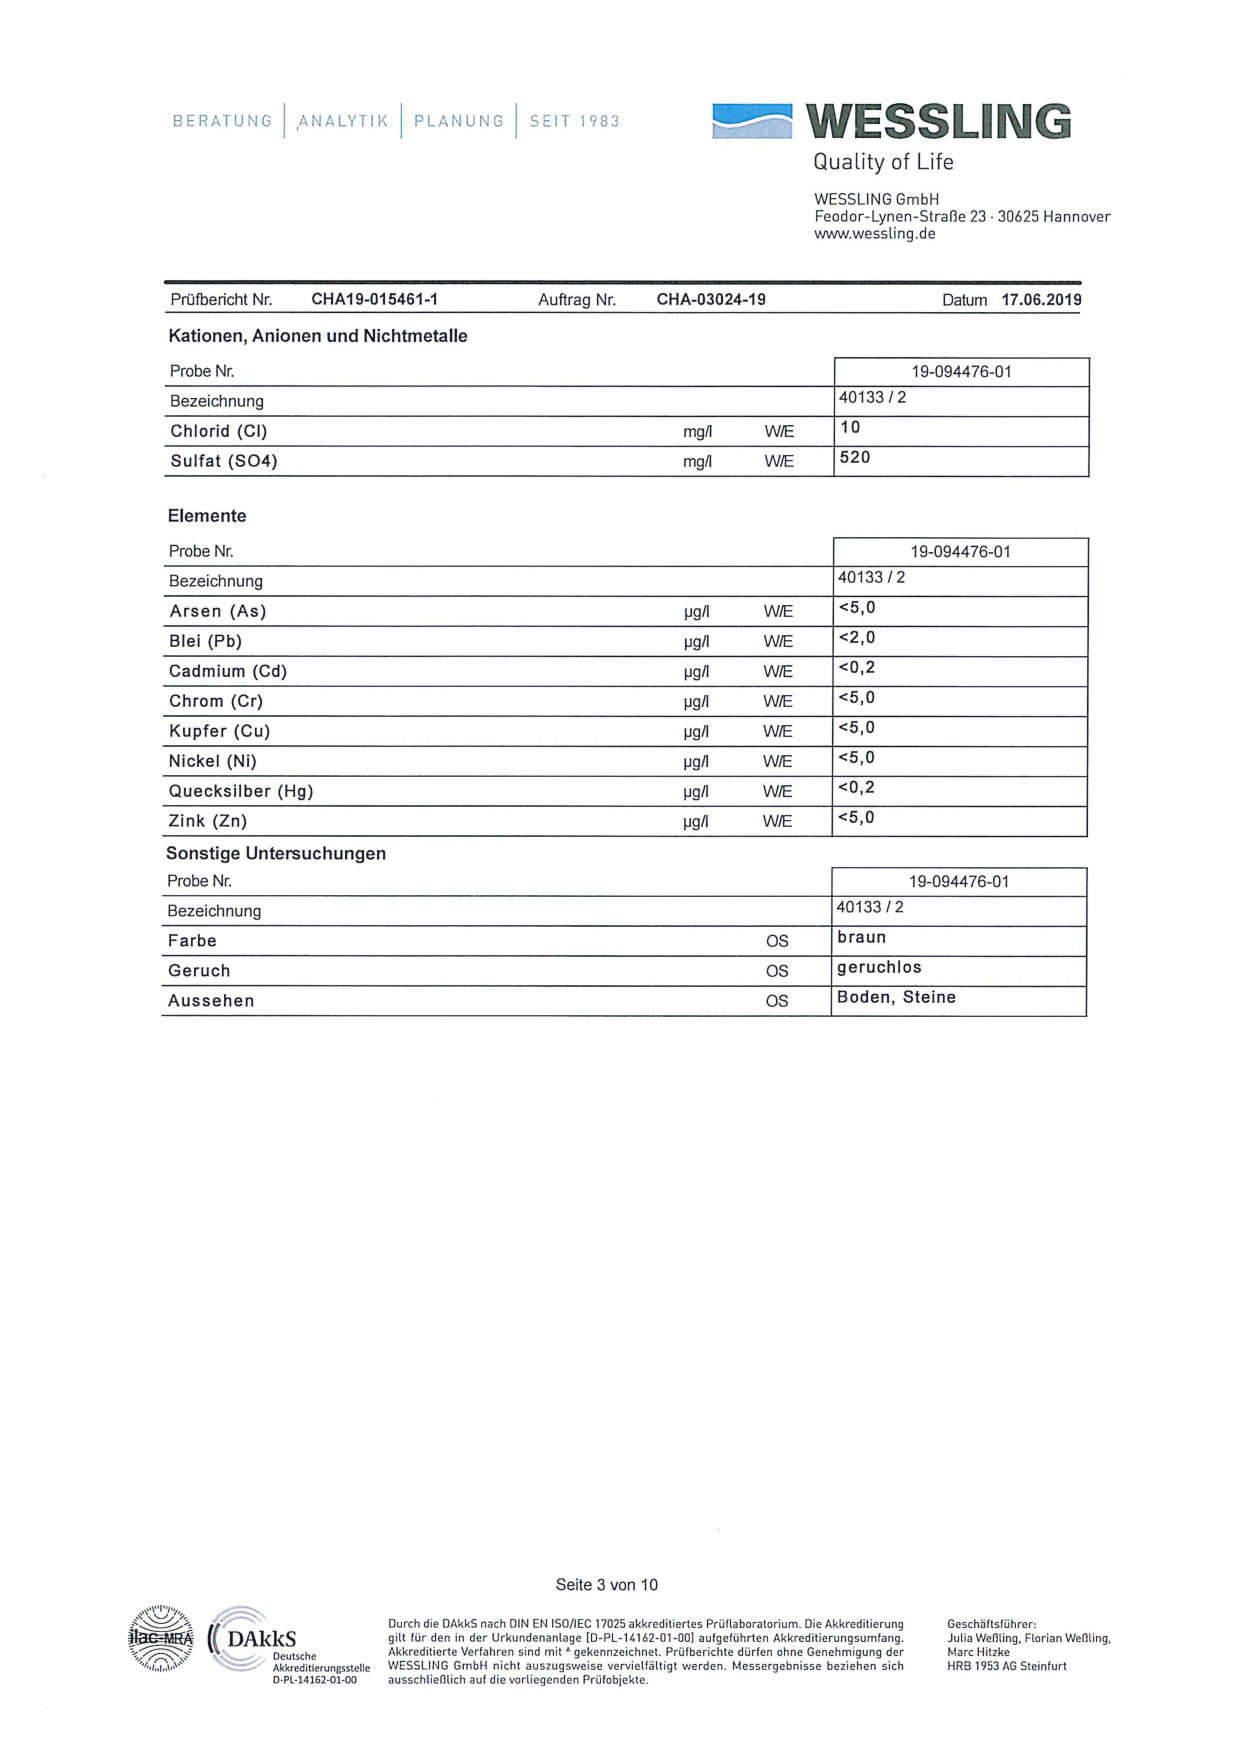 BERATUNG | ANALYTIK | PLANUNG | SEIT 1983
WESSLING
Quality of Life
WESSLING GmbH
Feodor-Lynen-Straße 23 · 30625 Hannover
www.wessling.de
Prüfbericht Nr. CHA19-015461-1 Auftrag Nr. CHA-03024-19 Datum 17.06.2019
Kationen, Anionen und Nichtmetalle
Probe Nr. 19-094476-01
Bezeichnung 40133 / 2
Chlorid (Cl) mg/l W/E 10
Sulfat (SO4) mg/l W/E 520
Elemente
Probe Nr. 19-094476-01
Bezeichnung 40133 / 2
Arsen (As) µg/l W/E <5,0
Blei (Pb) µg/l W/E <2,0
Cadmium (Cd) µg/l W/E <0,2
Chrom (Cr) µg/l W/E <5,0
Kupfer (Cu) µg/l W/E <5,0
Nickel (Ni) µg/l W/E <5,0
Quecksilber (Hg) µg/l W/E <0,2
Zink (Zn) µg/l W/E <5,0
Sonstige Untersuchungen
Probe Nr. 19-094476-01
Bezeichnung 40133 / 2
Farbe OS braun
Geruch OS geruchlos
Aussehen OS Boden, Steine
Seite 3 von 10
ilac-MRA
DAkkS
Deutsche
Akkreditierungsstelle
D-PL-14162-01-00
Durch die DAkkS nach DIN EN ISO/IEC 17025 akkreditiertes Prüflaboratorium. Die Akkreditierung
gilt für den in der Urkundenanlage [D-PL-14162-01-00] aufgeführten Akkreditierungsumfang.
Akkreditierte Verfahren sind mit ᴬ gekennzeichnet. Prüfberichte dürfen ohne Genehmigung der
WESSLING GmbH nicht auszugsweise vervielfältigt werden. Messergebnisse beziehen sich
ausschließlich auf die vorliegenden Prüfobjekte.
Geschäftsführer:
Julia Weßling, Florian Weßling,
Marc Hitzke
HRB 1953 AG Steinfurt